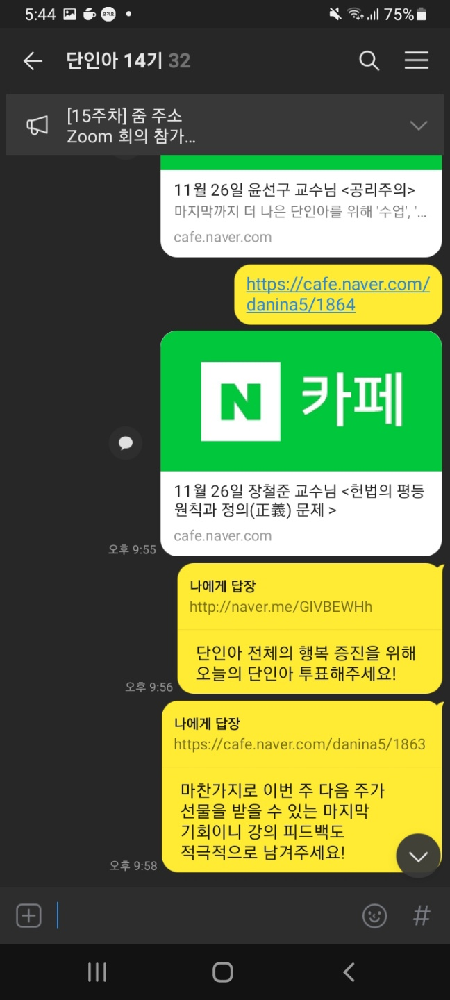 5:44
요기요
75%
단인아 14기 32
[15주차] 줌 주소
Zoom 회의 참가...
11월 26일 윤선구 교수님 <공리주의>
마지막까지 더 나은 단인아를 위해 '수업', '...
cafe.naver.com
https://cafe.naver.com/
danina5/1864
N 카페
11월 26일 장철준 교수님 <헌법의 평등
원칙과 정의(正義) 문제 >
cafe.naver.com
오후 9:55
나에게 답장
http://naver.me/GlVBEWHh
단인아 전체의 행복 증진을 위해
오늘의 단인아 투표해주세요!
오후 9:56
나에게 답장
https://cafe.naver.com/danina5/1863
마찬가지로 이번 주 다음 주가
선물을 받을 수 있는 마지막
기회이니 강의 피드백도
적극적으로 남겨주세요!
오후 9:58
#